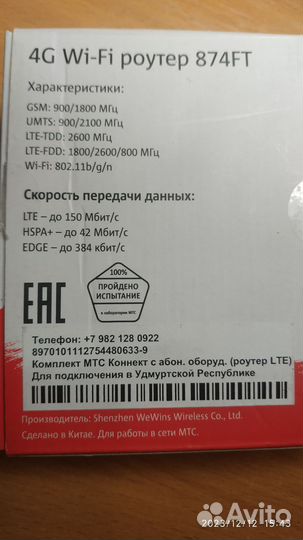 4G Wi-Fi роутер 874FT
Характеристики:
GSM: 900/1800 МГц
UMTS: 900/2100 МГц
LTE-TDD: 2600 МГц
LTE-FDD: 1800/2600/800 МГц
Wi-Fi: 802.11b/g/n
Скорость передачи данных:
LTE – до 150 Мбит/с
HSPA+ – до 42 Мбит/с
EDGE – до 384 кбит/с
EAC
100%
ПРОЙДЕНО
ИСПЫТАНИЕ
в лаборатории МТС
Телефон: +7 982 128 0922
8970101112754480633-9
Комплект МТС Коннект с абон. оборуд. (роутер LTE)
Для подключения в Удмуртской Республике
Производитель: Shenzhen WeWins Wireless Co., Ltd.
Сделано в Китае. Для работы в сети МТС.
2023/12/12 15:43
Avito